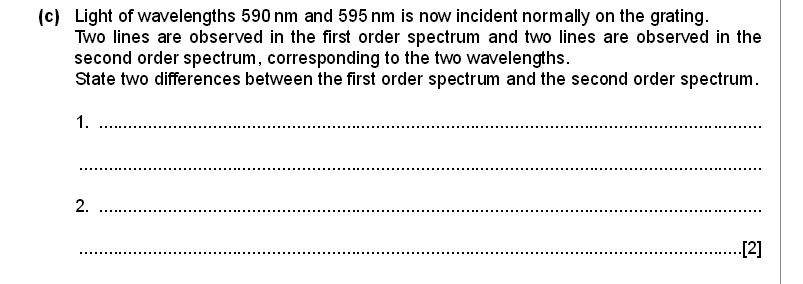 (c) Light of wavelengths 590 nm and 595 nm is now incident normally on the grating.
Two lines are observed in the first order spectrum and two lines are observed in the
second order spectrum, corresponding to the two wavelengths.
State two differences between the first order spectrum and the second order spectrum.
1. ........................................................................................................................................
........................................................................................................................................
2. ........................................................................................................................................
....................................................................................................................................[2]